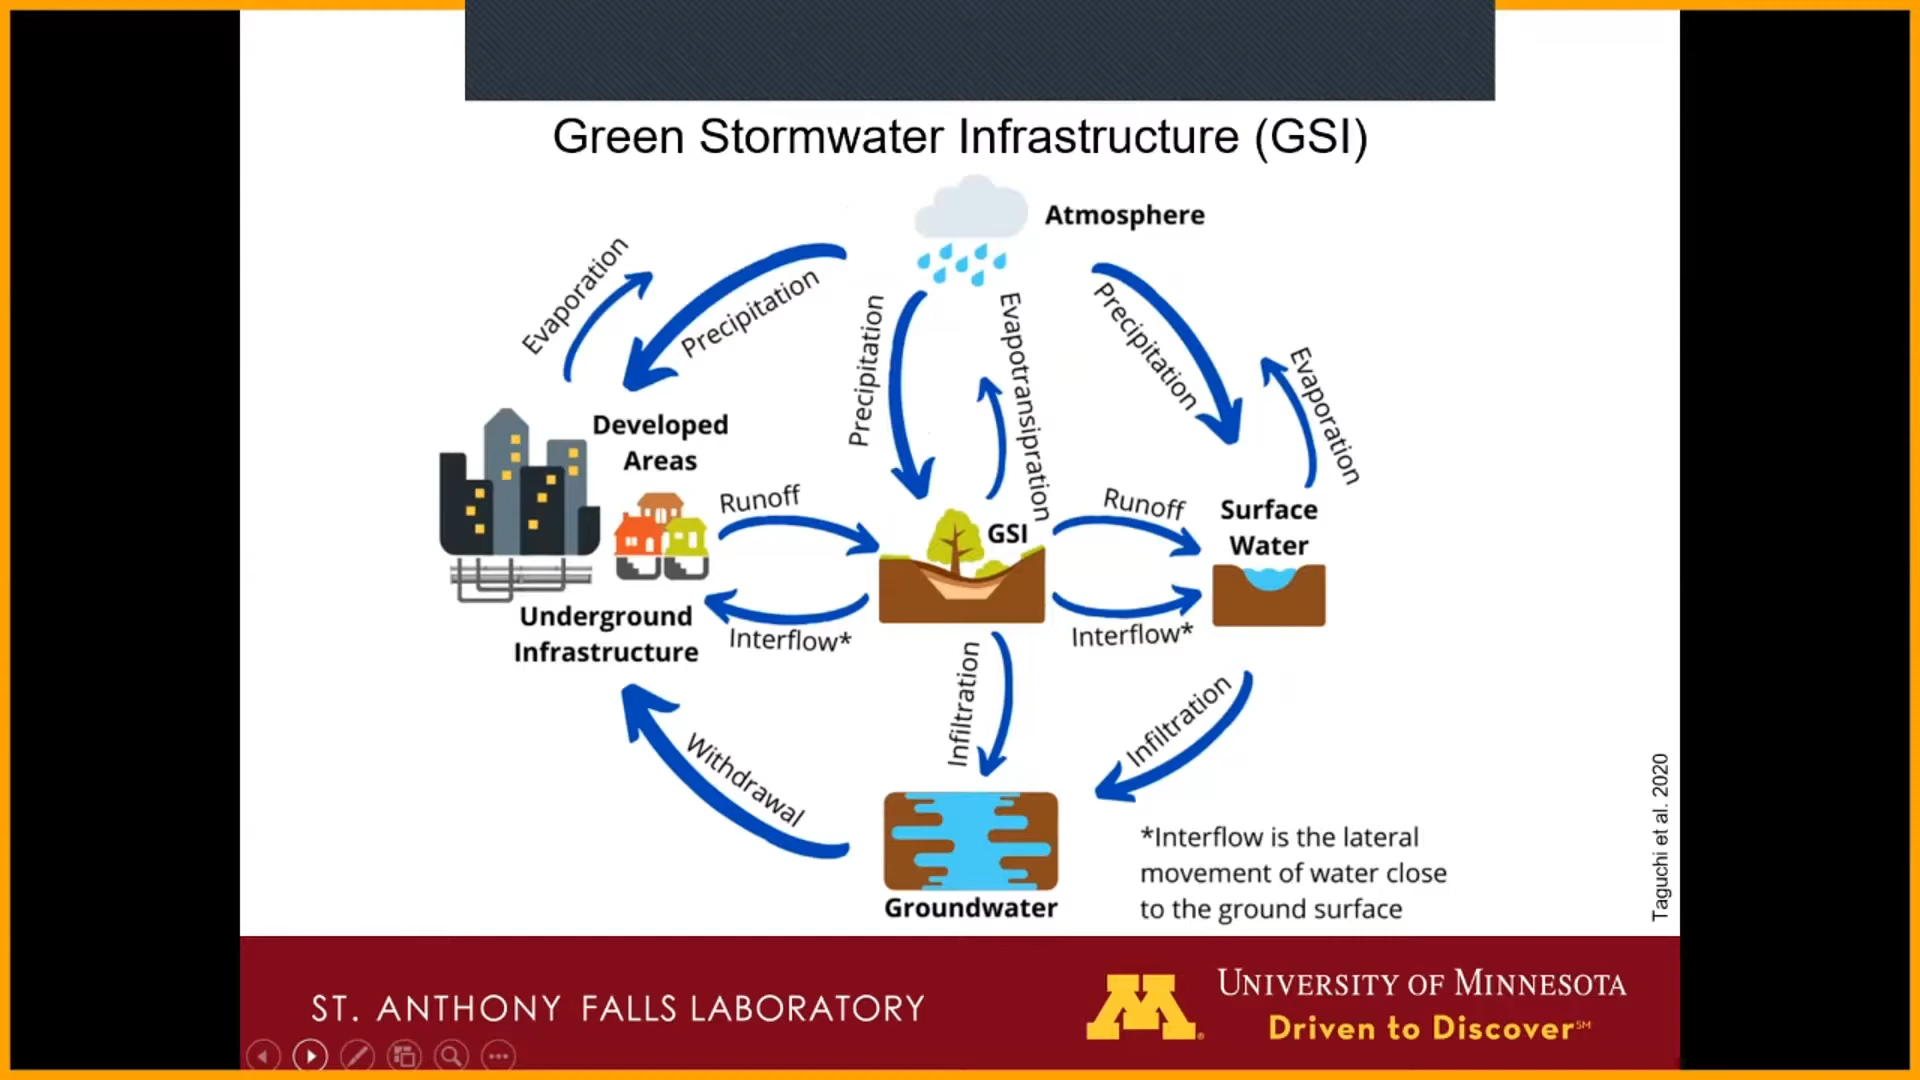 Green Stormwater Infrastructure (GSI)
Atmosphere
Evaporation
Precipitation
Precipitation
Evapotransipration
Precipitation
Evaporation
Developed
Areas
Runoff
GSI
Runoff
Surface
Water
Underground
Infrastructure
Interflow*
Interflow*
Infiltration
Infiltration
Withdrawal
Groundwater
*Interflow is the lateral
movement of water close
to the ground surface
Taguchi et al. 2020
ST. ANTHONY FALLS LABORATORY
M
UNIVERSITY OF MINNESOTA
Driven to Discover℠